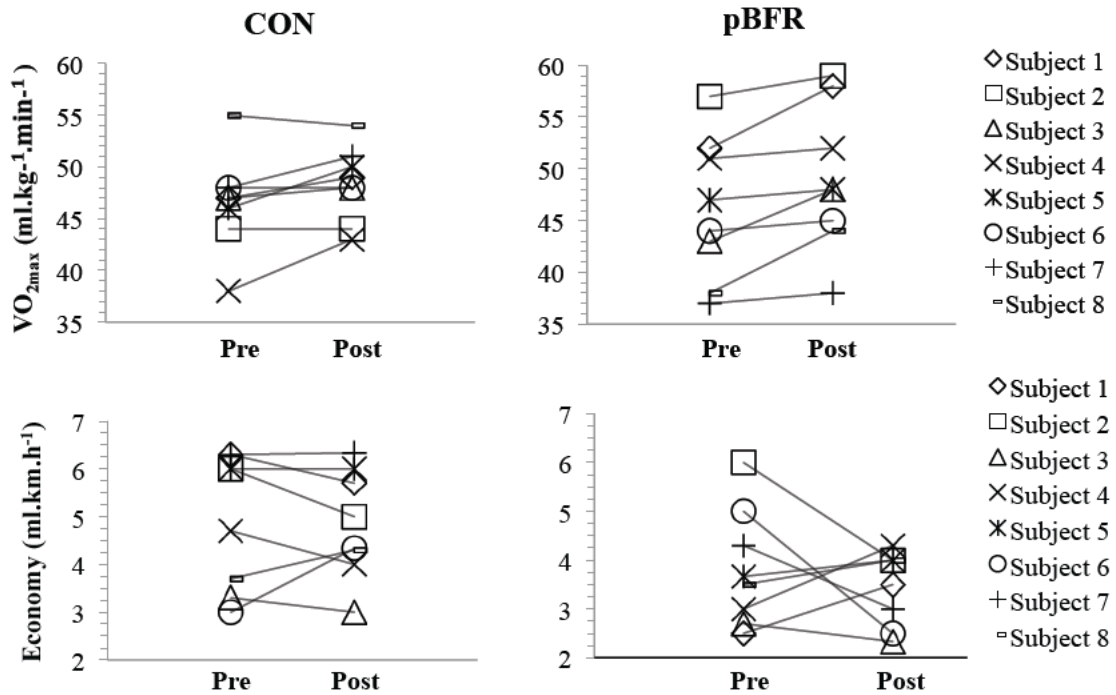 CON
pBFR
VO2max (ml.kg-¹.min-¹ )
60
55
50
45
40
35
Pre
Post
60
55
50
45
40
35
Pre
Post
Subject 1
Subject 2
Subject 3
Subject 4
Subject 5
Subject 6
Subject 7
Subject 8
Economy (ml.km.h-¹)
7
6
5
4
3
2
Pre
Post
7
6
5
4
3
2
Pre
Post
Subject 1
Subject 2
Subject 3
Subject 4
Subject 5
Subject 6
Subject 7
Subject 8